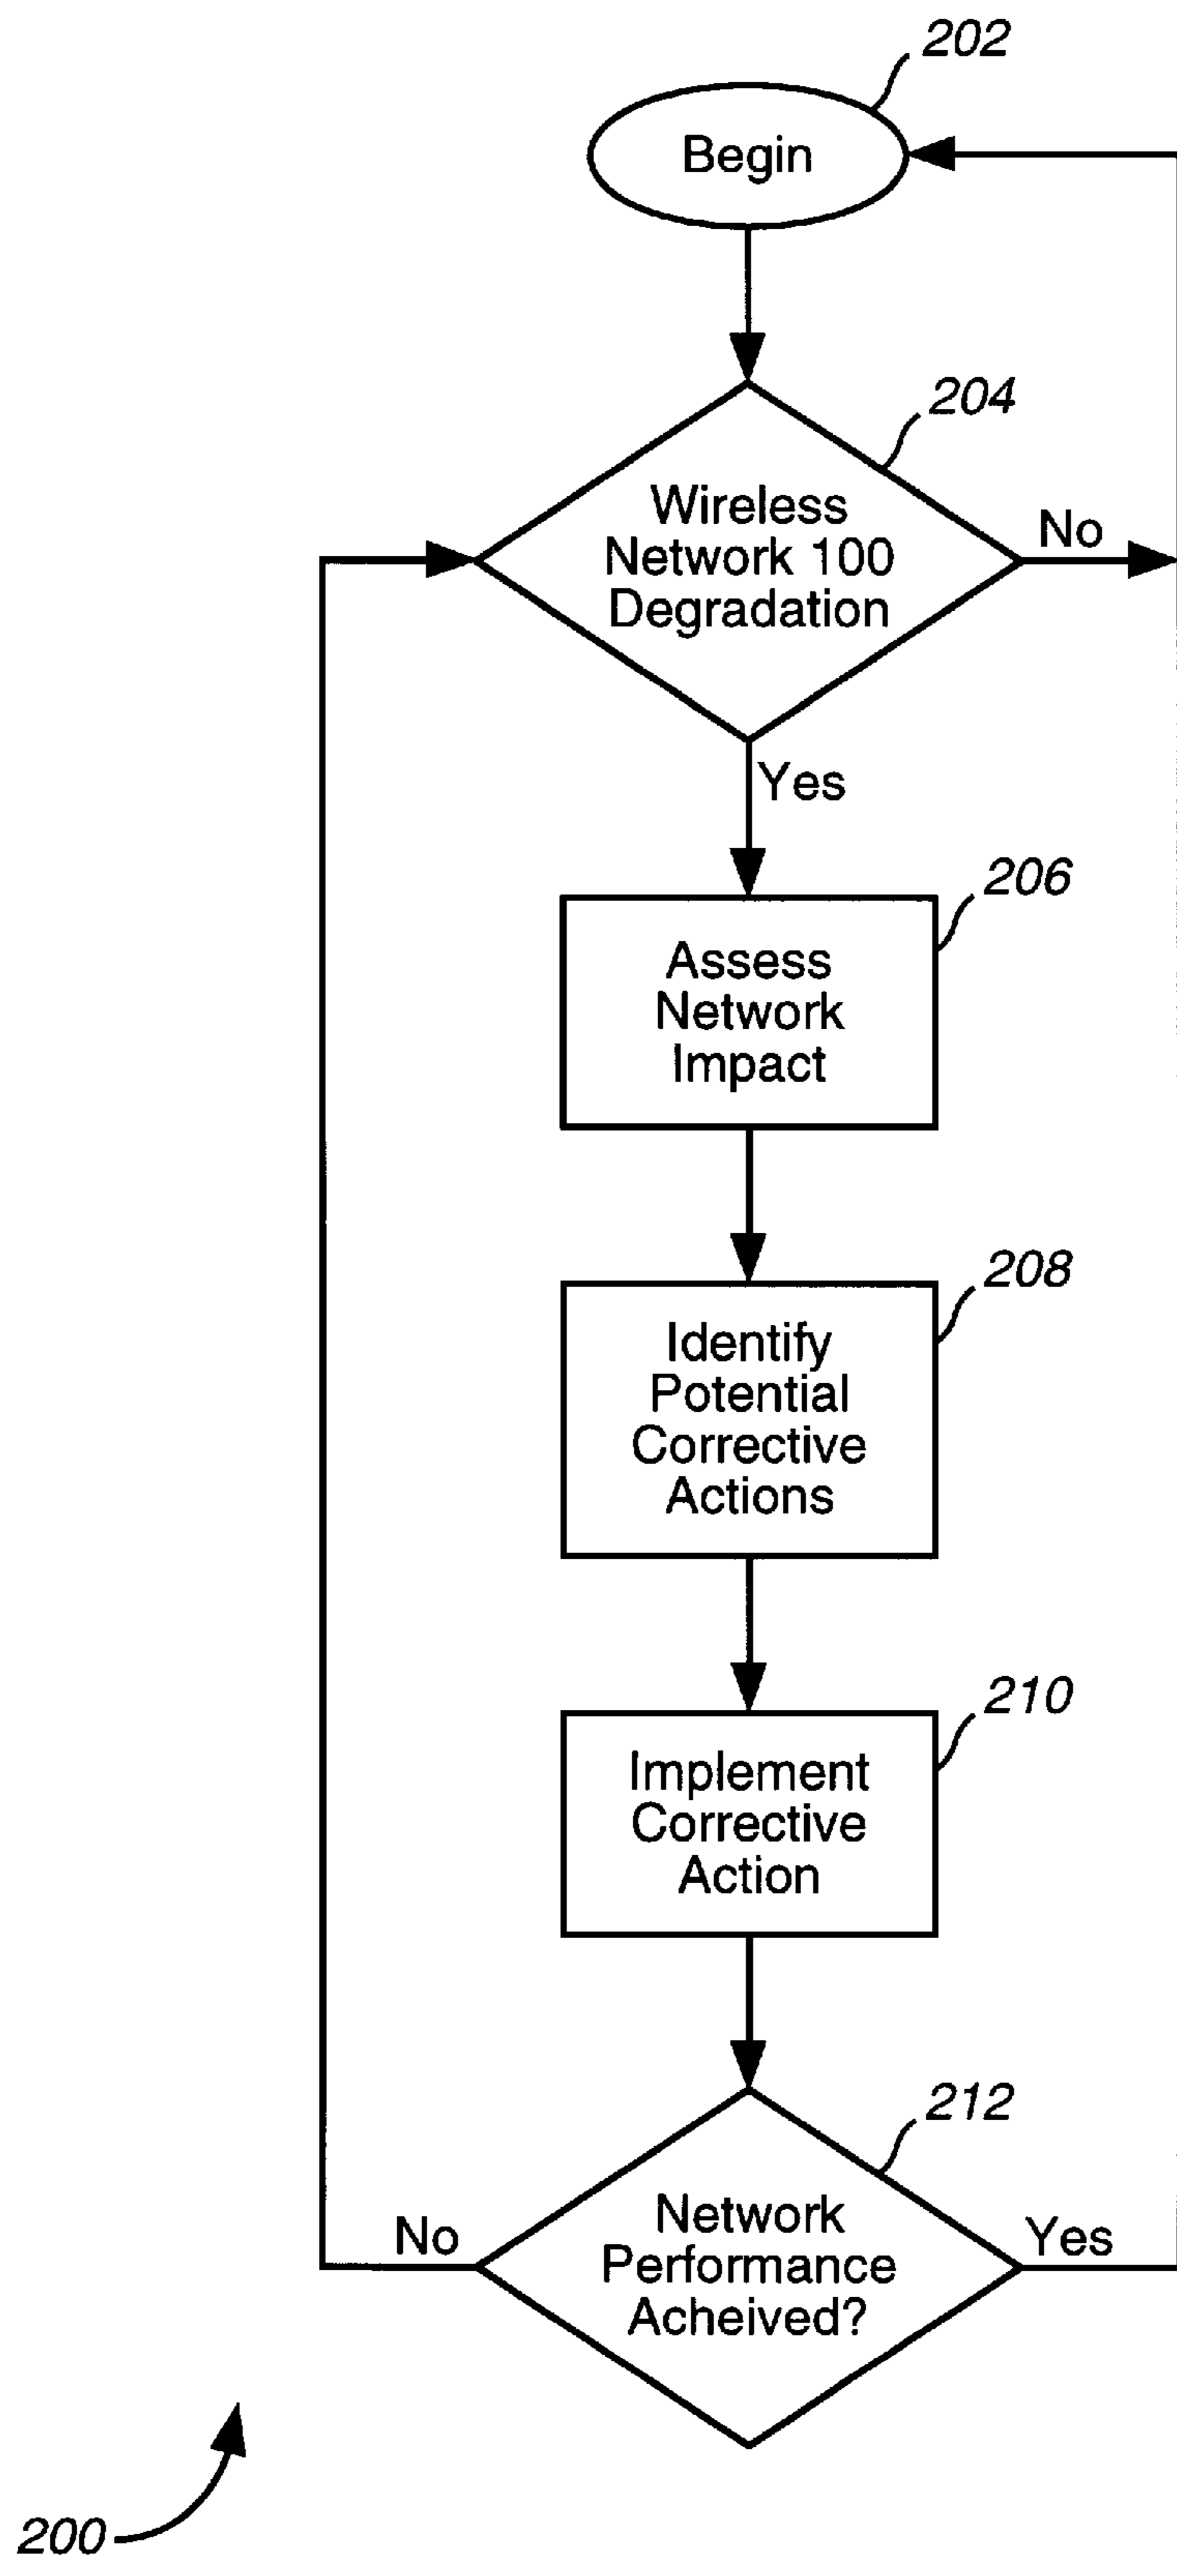 202
Begin
204
Wireless
Network 100
Degradation
No
Yes
206
Assess
Network
Impact
208
Identify
Potential
Corrective
Actions
210
Implement
Corrective
Action
212
Network
Performance
Acheived?
No
Yes
200